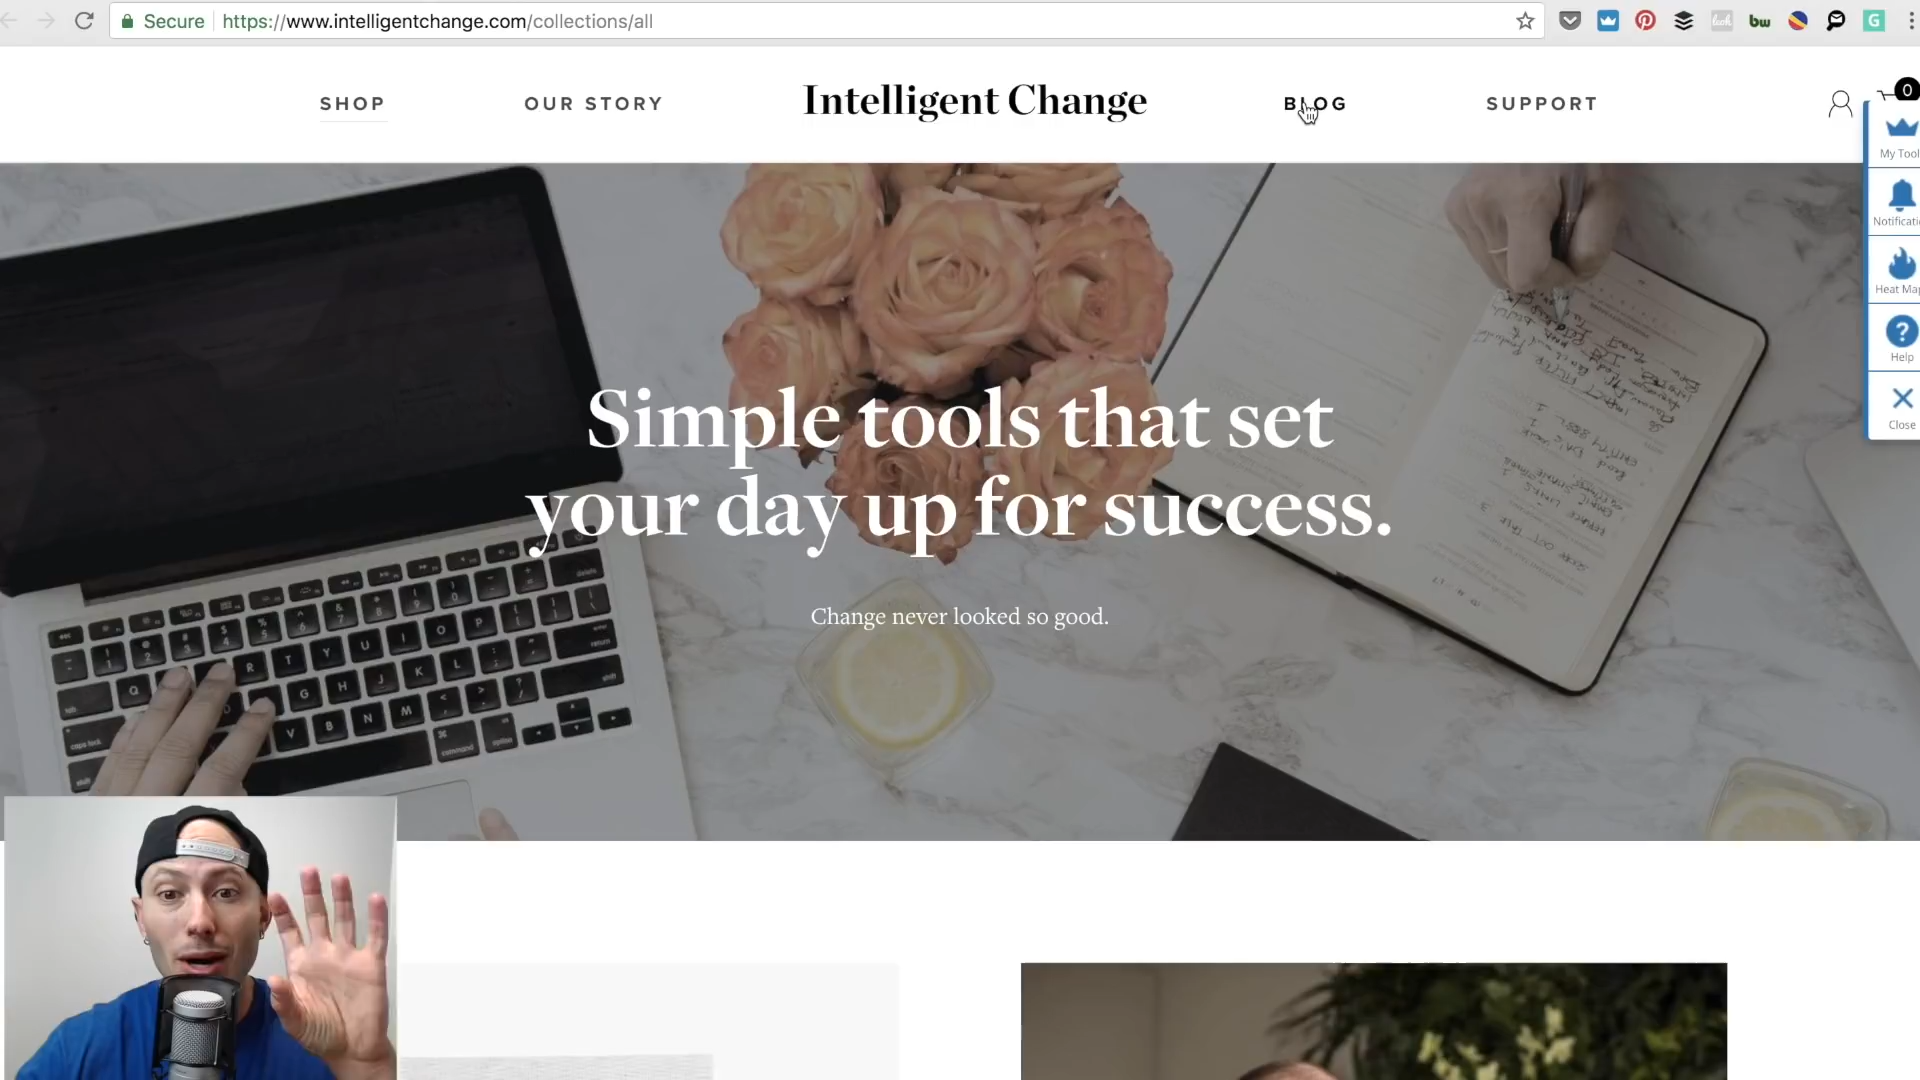 Secure https://www.intelligentchange.com/collections/all
SHOP
OUR STORY
Intelligent Change
BLOG
SUPPORT
0
My Tool
Notificati
Heat Map
Help
Close
Simple tools that set
your day up for success.
Change never looked so good.